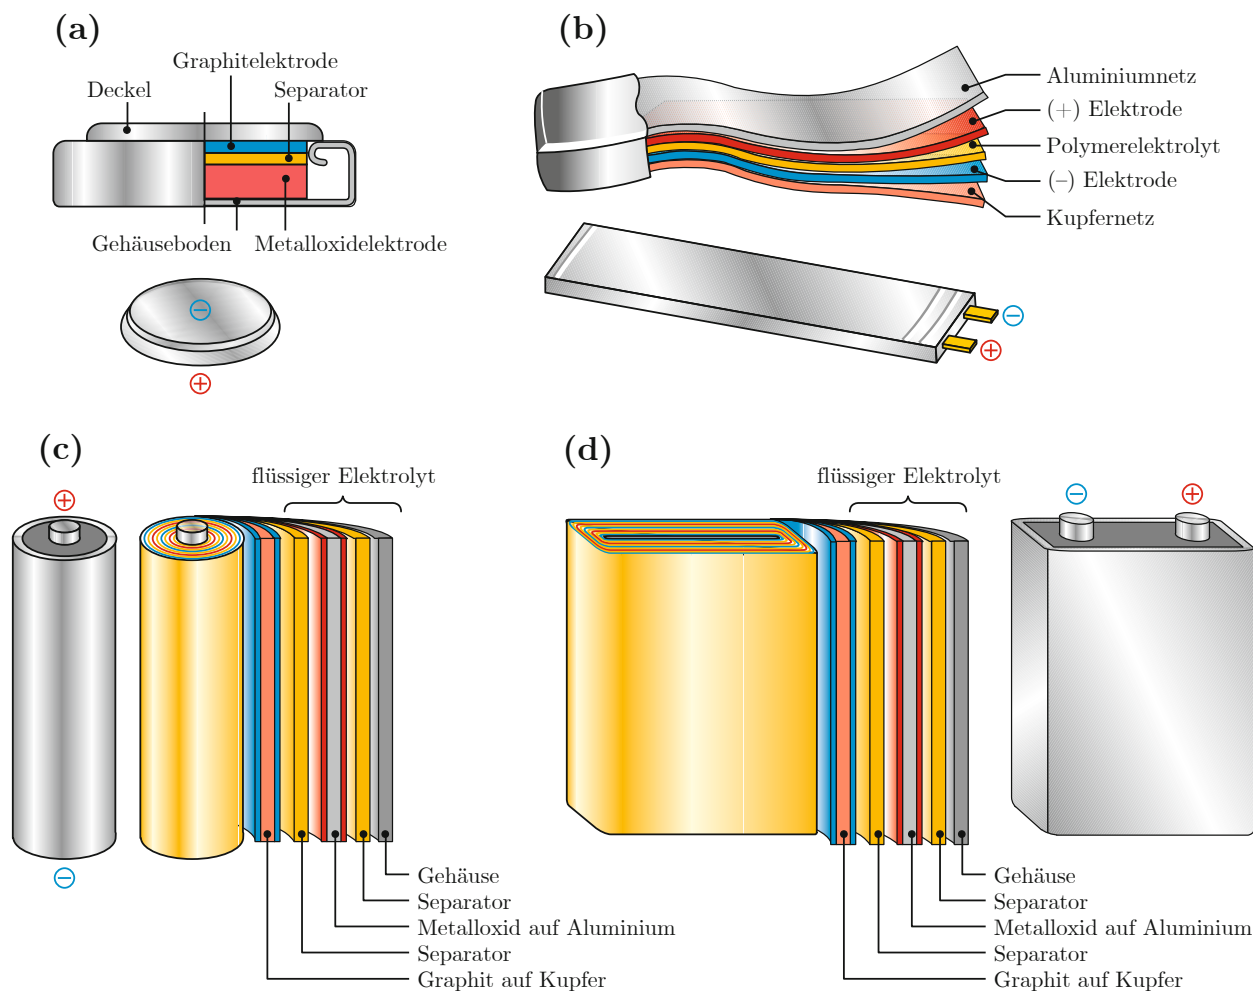 (a)
Graphitelektrode
Deckel
Separator
Gehäuseboden
Metalloxidelektrode
−
+
(b)
Aluminiumnetz
(+) Elektrode
Polymerelektrolyt
(−) Elektrode
Kupfernetz
−
+
(c)
flüssiger Elektrolyt
+
−
Gehäuse
Separator
Metalloxid auf Aluminium
Separator
Graphit auf Kupfer
(d)
flüssiger Elektrolyt
−
+
Gehäuse
Separator
Metalloxid auf Aluminium
Separator
Graphit auf Kupfer